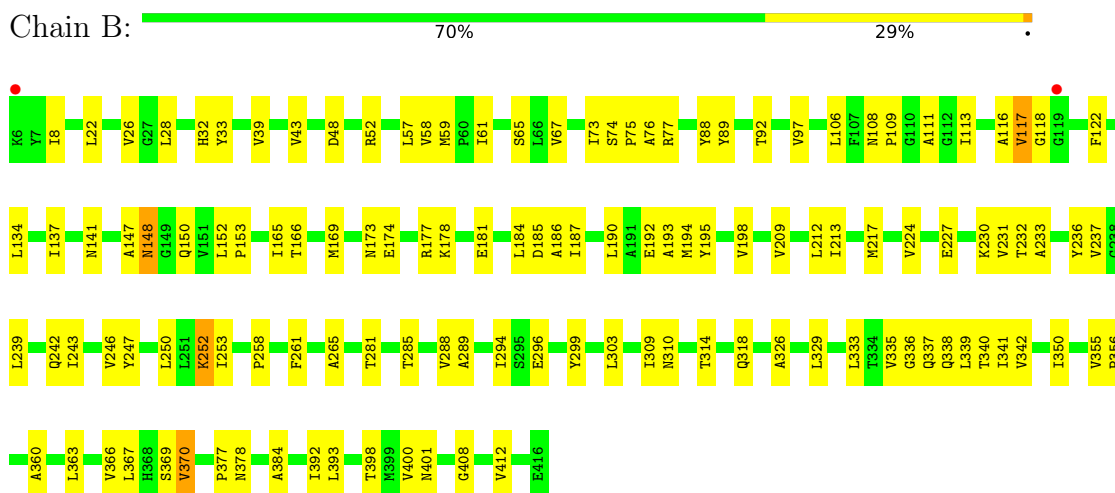 Chain B:
70% 29% •
K6 Y7 I8 L22 V26 G27 L28 H32 Y33 V39 V43 D48 R52 L57 V58 M59 P60 I61 S65 L66 V67 I73 S74 P75 A76 R77 Y88 Y89 T92 V97 L106 F107 N108 P109 G110 A111 G112 I113 A116 V117 G118 G119 F122
L134 I137 N141 A147 N148 G149 Q150 V151 L152 P153 I165 T166 M169 N173 E174 R177 K178 E181 L184 D185 A186 I187 L190 A191 E192 A193 M194 Y195 V198 V209 L212 I213 M217 V224 E227 K230 V231 T232 A233 Y236 V237 G238
L239 Q242 I243 V246 Y247 L250 L251 K252 I253 P258 F261 A265 T281 T285 V288 A289 I294 S295 E296 Y299 L303 I309 N310 T314 Q318 A326 L329 L333 T334 V335 G336 Q337 Q338 L339 T340 I341 V342 I350 V355 P356
A360 L363 V366 L367 H368 S369 V370 P377 N378 A384 I392 L393 T398 M399 V400 N401 G408 V412 E416